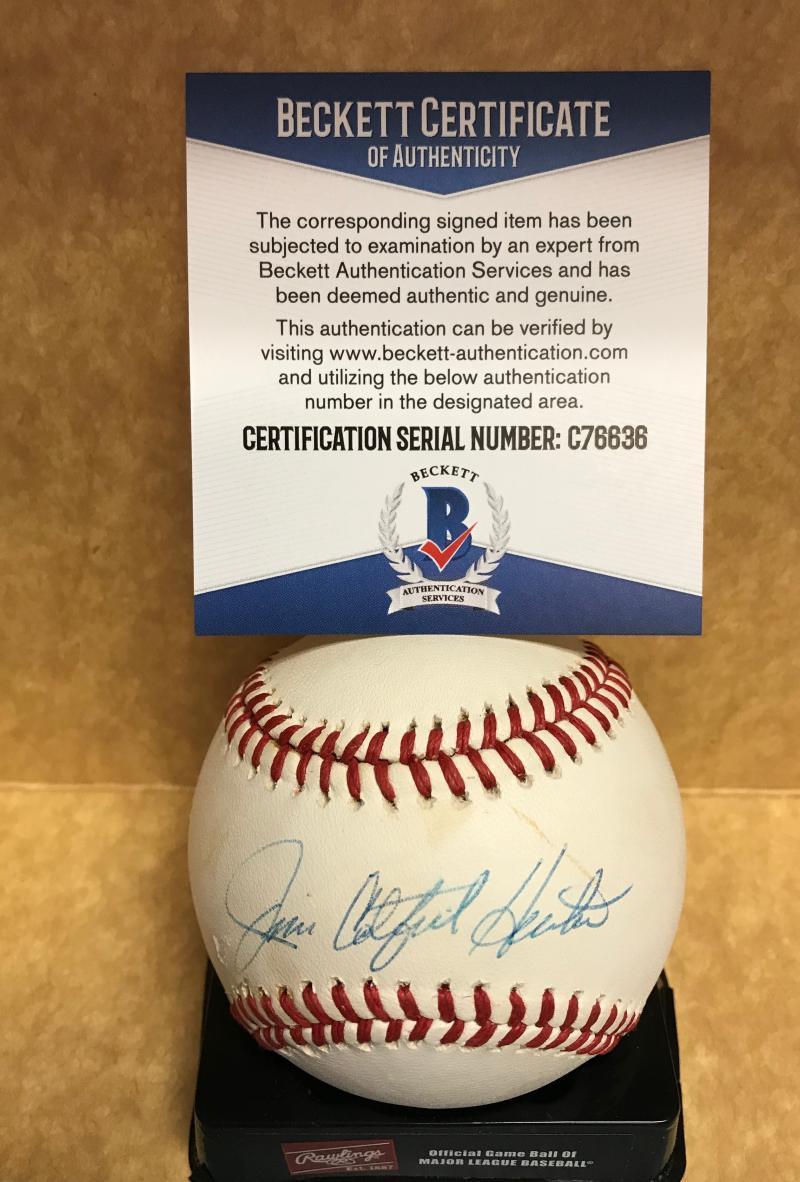 BECKETT CERTIFICATE
OF AUTHENTICITY
The corresponding signed item has been
subjected to examination by an expert from
Beckett Authentication Services and has
been deemed authentic and genuine.
This authentication can be verified by
visiting www.beckett-authentication.com
and utilizing the below authentication
number in the designated area.
CERTIFICATION SERIAL NUMBER: C76636
BECKETT
B
AUTHENTICATION
SERVICES
Jim Catfish Hunter
Rawlings
Est. 1887
Official Game Ball Of
MAJOR LEAGUE BASEBALL®